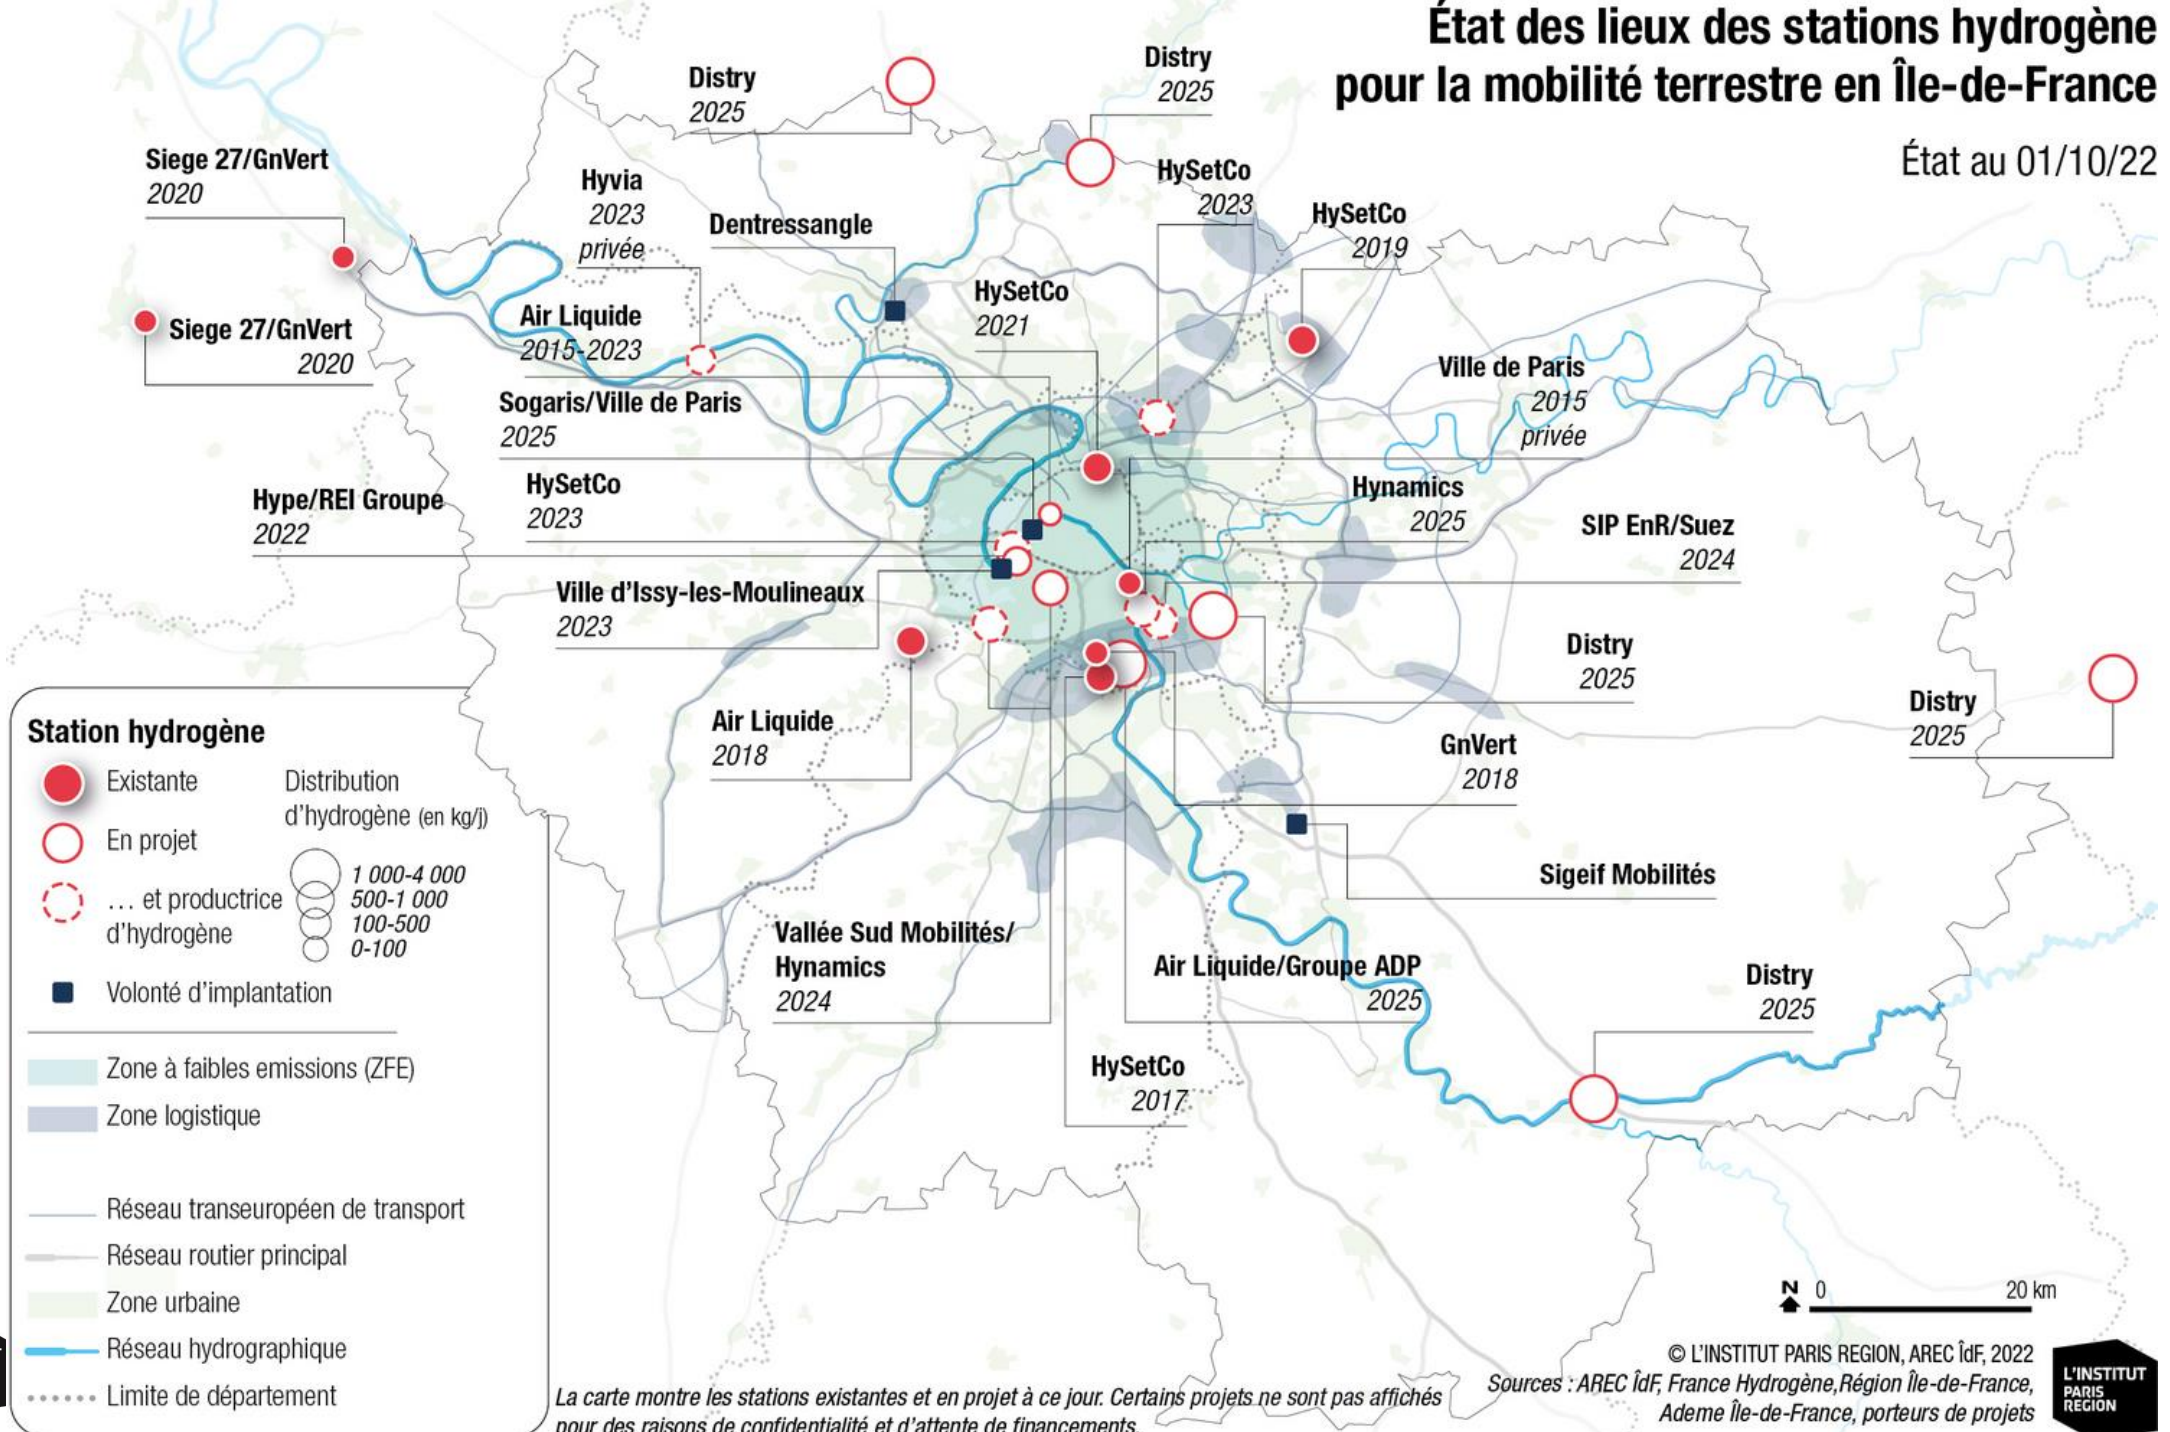 État des lieux des stations hydrogène
pour la mobilité terrestre en Île-de-France
État au 01/10/22
Distry
2025
Distry
2025
Siege 27/GnVert
2020
Hyvia
2023
privée
Dentressangle
HySetCo
2023
HySetCo
2019
Siege 27/GnVert
2020
Air Liquide
2015-2023
HySetCo
2021
Ville de Paris
2015
privée
Sogaris/Ville de Paris
2025
HySetCo
2023
Hype/REI Groupe
2022
Hynamics
2025
SIP EnR/Suez
2024
Ville d'Issy-les-Moulineaux
2023
Distry
2025
Distry
2025
Air Liquide
2018
GnVert
2018
Sigeif Mobilités
Vallée Sud Mobilités/
Hynamics
2024
Air Liquide/Groupe ADP
2025
Distry
2025
HySetCo
2017
Station hydrogène
Existante
En projet
... et productrice
d'hydrogène
Volonté d'implantation
Distribution
d'hydrogène (en kg/j)
1 000-4 000
500-1 000
100-500
0-100
Zone à faibles emissions (ZFE)
Zone logistique
Réseau transeuropéen de transport
Réseau routier principal
Zone urbaine
Réseau hydrographique
Limite de département
La carte montre les stations existantes et en projet à ce jour. Certains projets ne sont pas affichés
pour des raisons de confidentialité et d'attente de financements.
N 0 20 km
© L'INSTITUT PARIS REGION, AREC ÎdF, 2022
Sources : AREC ÎdF, France Hydrogène,Région Île-de-France,
Ademe Île-de-France, porteurs de projets
L'INSTITUT
PARIS
REGION